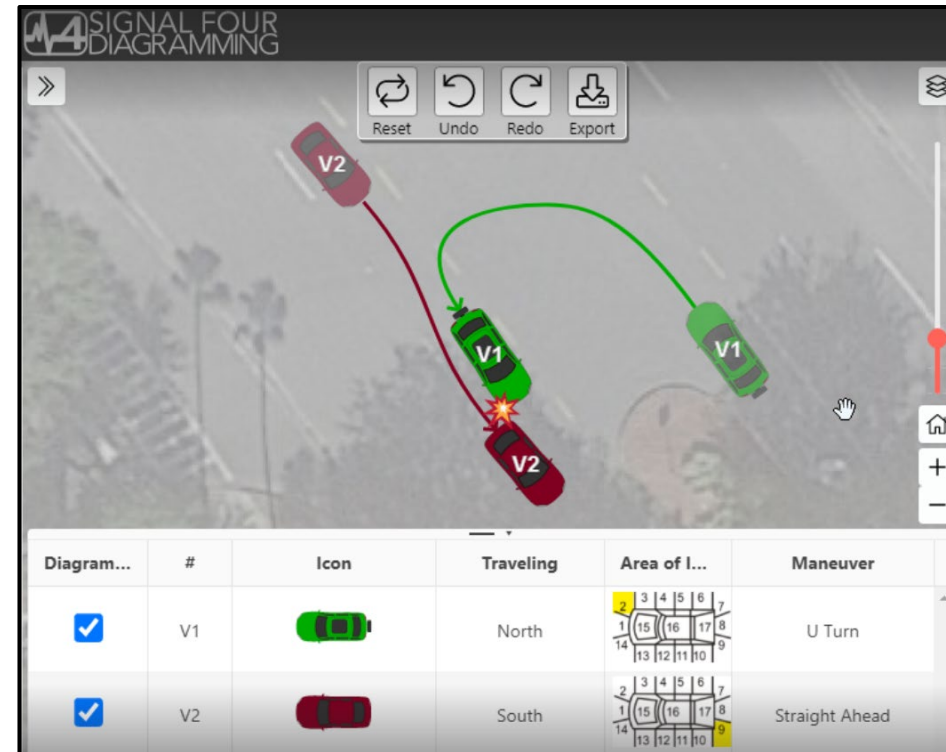 4 SIGNAL FOUR
DIAGRAMMING
Reset Undo Redo Export
V2
V1
V1
V2
Diagram... # Icon Traveling Area of I... Maneuver
V1 North U Turn
2 3 4 5 6 7
1 15 16 17 8
14 13 12 11 10 9
V2 South Straight Ahead
2 3 4 5 6 7
1 15 16 17 8
14 13 12 11 10 9